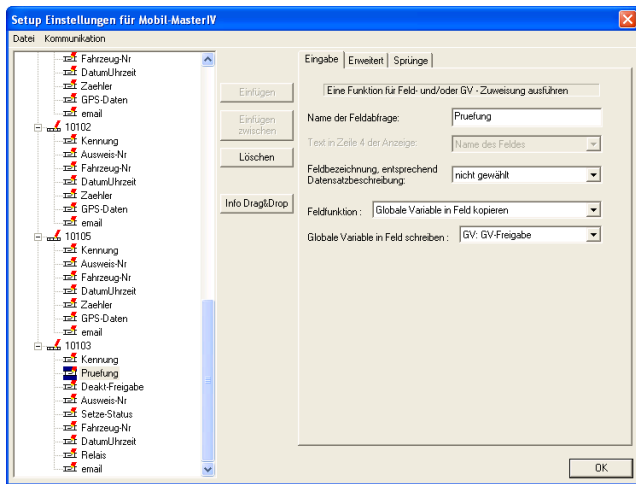 Setup Einstellungen für Mobil-MasterIV
Datei Kommunikation
Fahrzeug-Nr
DatumUhrzeit
Zaehler
GPS-Daten
email
10102
Kennung
Ausweis-Nr
Fahrzeug-Nr
DatumUhrzeit
Zaehler
GPS-Daten
email
10105
Kennung
Ausweis-Nr
Fahrzeug-Nr
DatumUhrzeit
Zaehler
GPS-Daten
email
10103
Kennung
Pruefung
Deakt-Freigabe
Ausweis-Nr
Setze-Status
Fahrzeug-Nr
DatumUhrzeit
Relais
email
Einfügen
Einfügen
zwischen
Löschen
Info Drag&Drop
Eingabe Erweitert Sprünge
Eine Funktion für Feld- und/oder GV - Zuweisung ausführen
Name der Feldabfrage: Pruefung
Text in Zeile 4 der Anzeige: Name des Feldes
Feldbezeichnung, entsprechend
Datensatzbeschreibung: nicht gewählt
Feldfunktion : Globale Variable in Feld kopieren
Globale Variable in Feld schreiben : GV: GV-Freigabe
OK